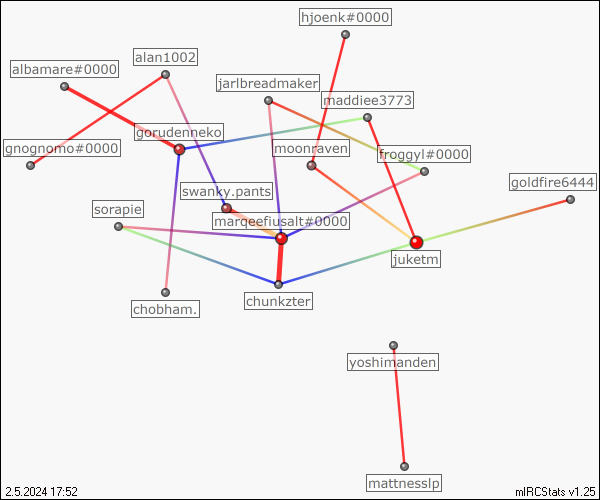 hjoenk#0000
alan1002
albamare#0000
jarlbreadmaker
maddiee3773
gorudenneko
gnognomo#0000
moonraven
froggyl#0000
goldfire6444
swanky.pants
sorapie
marqeefiusalt#0000
juketm
chobham.
chunkzter
yoshimanden
mattnesslp
2.5.2024 17:52
mIRCStats v1.25